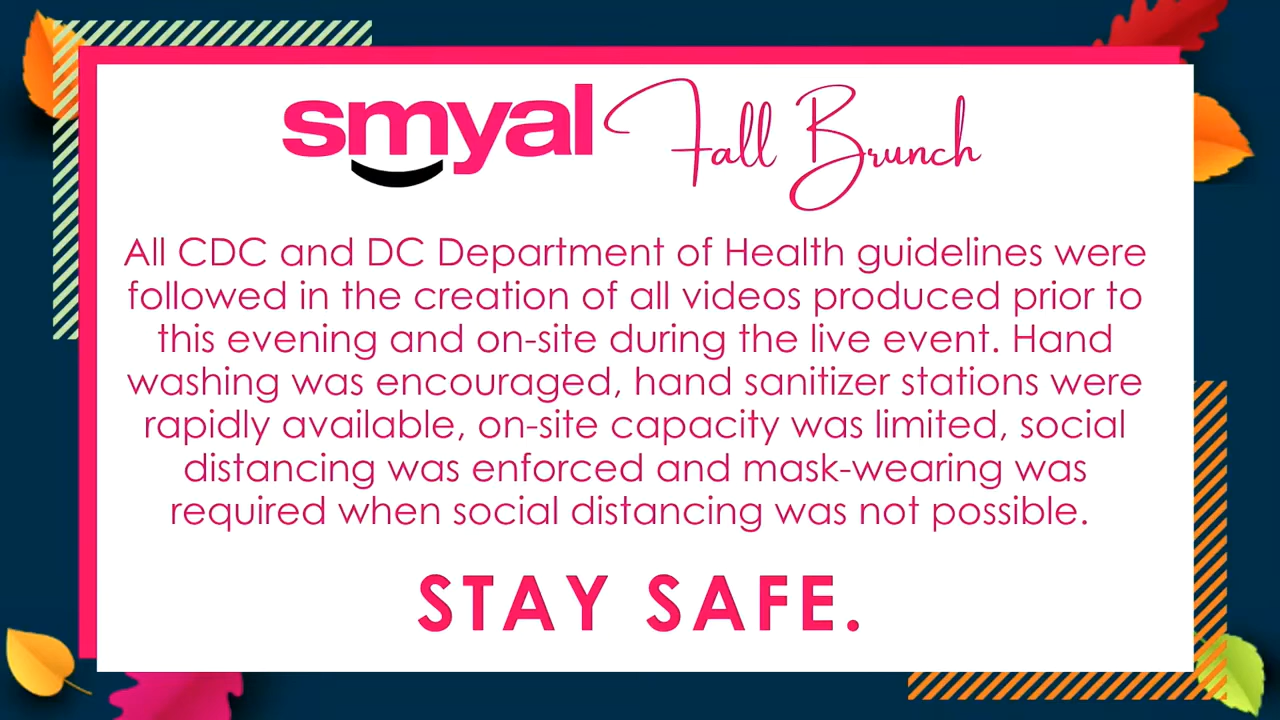 smyal Fall Brunch
All CDC and DC Department of Health guidelines were
followed in the creation of all videos produced prior to
this evening and on-site during the live event. Hand
washing was encouraged, hand sanitizer stations were
rapidly available, on-site capacity was limited, social
distancing was enforced and mask-wearing was
required when social distancing was not possible.
STAY SAFE.